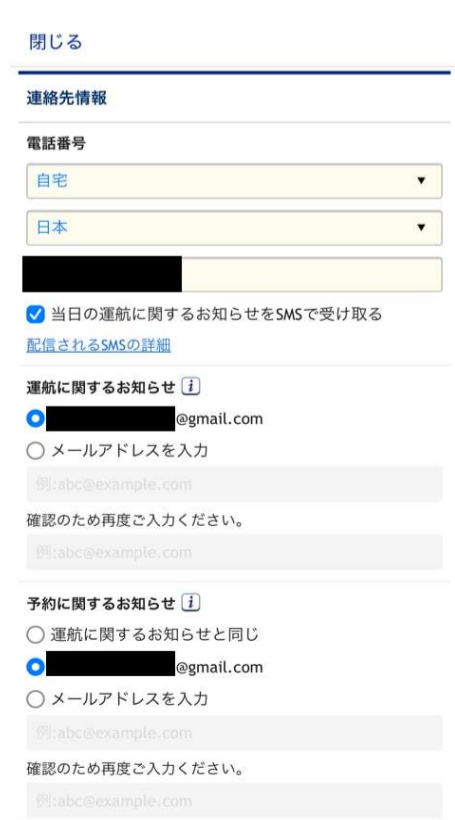 閉じる
連絡先情報
電話番号
自宅
日本
当日の運航に関するお知らせをSMSで受け取る
配信されるSMSの詳細
運航に関するお知らせ i
@gmail.com
メールアドレスを入力
例:abc@example.com
確認のため再度ご入力ください。
例:abc@example.com
予約に関するお知らせ i
運航に関するお知らせと同じ
@gmail.com
メールアドレスを入力
例:abc@example.com
確認のため再度ご入力ください。
例:abc@example.com